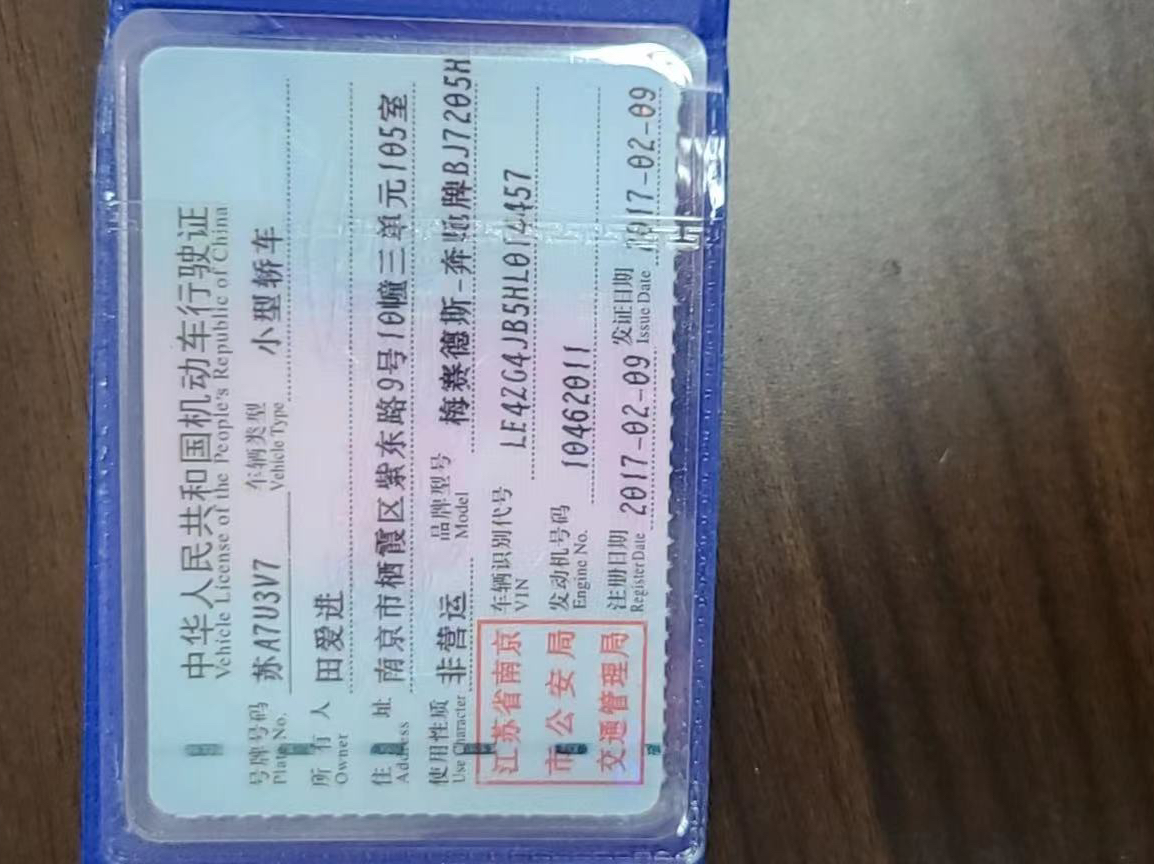 中华人民共和国机动车行驶证
Vehicle License of the People's Republic of China
号牌号码 苏A7U3V7 车辆类型 小型轿车
Plate No. Vehicle Type
所有人 田爱进
Owner
住址 南京市栖霞区紫东路9号10幢三单元105室
Address
使用性质 非营运 品牌型号 梅赛德斯-奔驰牌BJ7205H
Use Character Model
江苏省南京
市公安局
交通管理局
车辆识别代号 LE4ZG4JB5HL014457
VIN
发动机号码 10462011
Engine No.
注册日期 2017-02-09 发证日期 2017-02-09
Register Date Issue Date